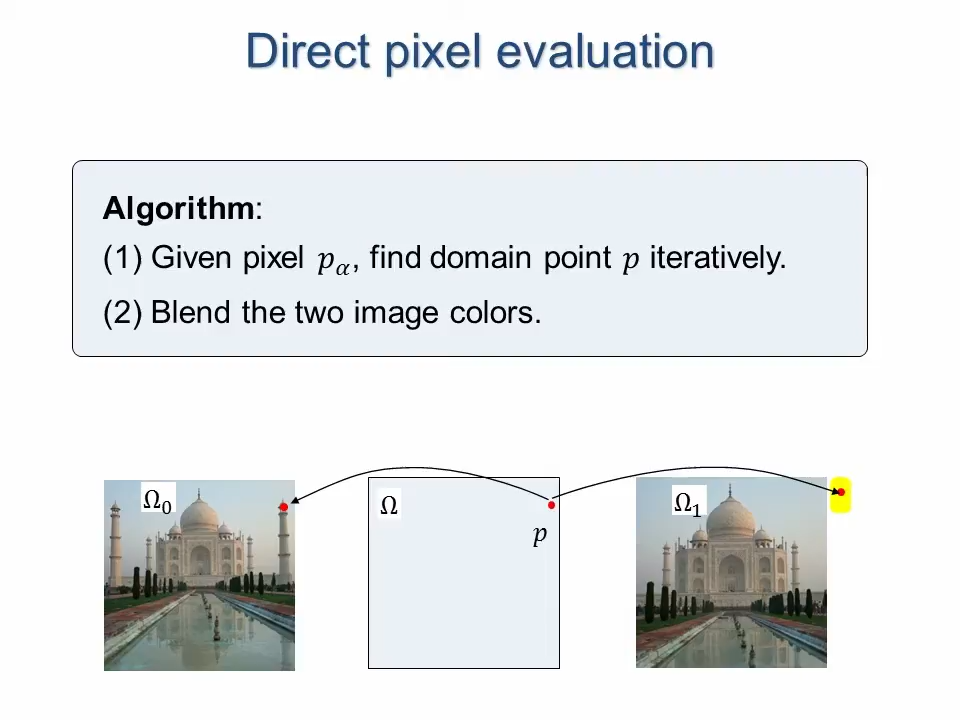 Direct pixel evaluation
Algorithm:
(1) Given pixel 𝑝𝛼, find domain point 𝑝 iteratively.
(2) Blend the two image colors.
Ω₀
Ω
𝑝
Ω₁